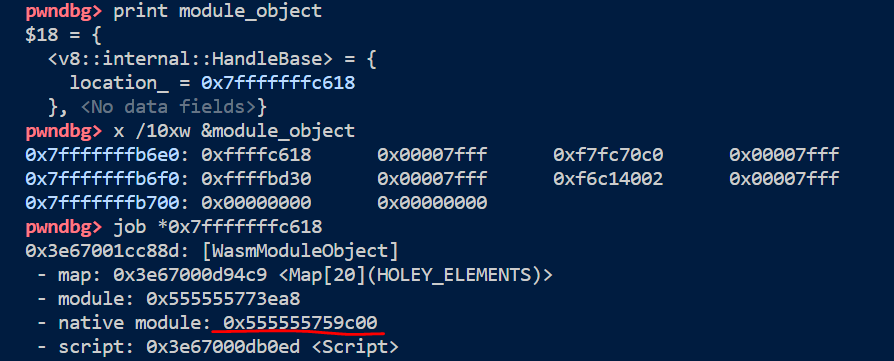 pwndbg> print module_object
$18 = {
  <v8::internal::HandleBase> = {
    location_ = 0x7fffffffc618
  }, <No data fields>}
pwndbg> x /10xw &module_object
0x7fffffffb6e0: 0xffffc618      0x00007fff      0xf7fc70c0      0x00007fff
0x7fffffffb6f0: 0xffffbd30      0x00007fff      0xf6c14002      0x00007fff
0x7fffffffb700: 0x00000000      0x00000000
pwndbg> job *0x7fffffffc618
0x3e67001cc88d: [WasmModuleObject]
 - map: 0x3e67000d94c9 <Map[20](HOLEY_ELEMENTS)>
 - module: 0x555555773ea8
 - native module: 0x555555759c00
 - script: 0x3e67000db0ed <Script>